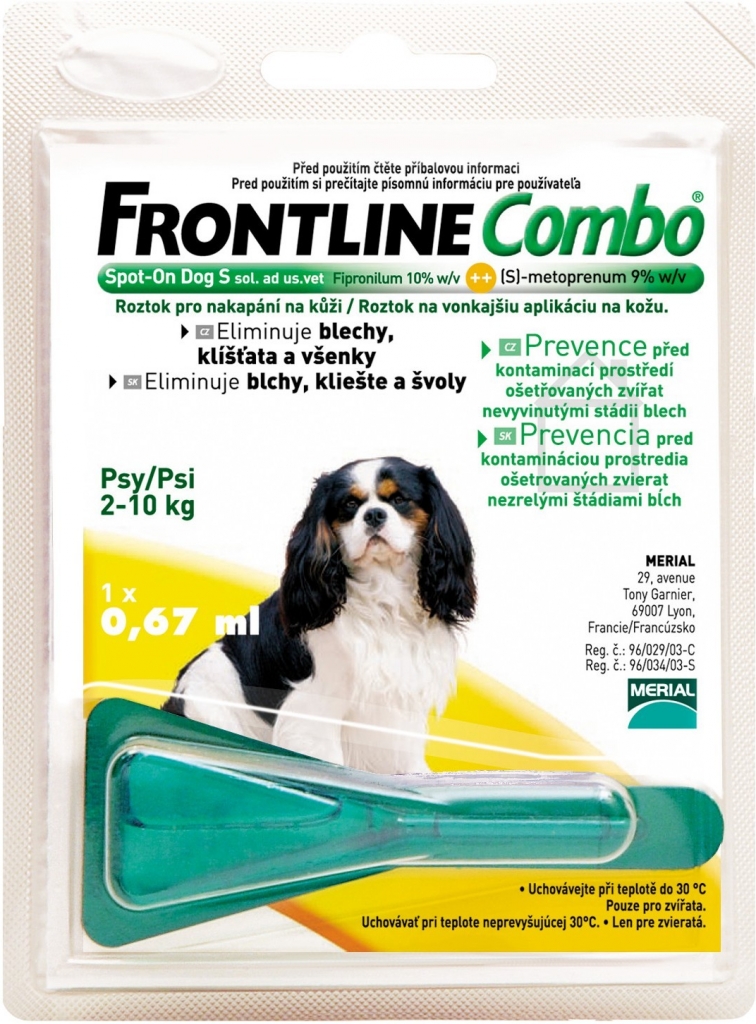 Před použitím čtěte příbalovou informaci
Pred použitím si prečítajte písomnú informáciu pre používateľa
FRONTLINE Combo®
Spot-On Dog S sol. ad us.vet Fipronilum 10% w/v ++ (S)-metoprenum 9% w/v
Roztok pro nakapání na kůži / Roztok na vonkajšiu aplikáciu na kožu.
CZ Eliminuje blechy,
klíšťata a všenky
SK Eliminuje blchy, kliešte a švoly
CZ Prevence před
kontaminací prostředí
ošetřovaných zvířat
nevyvinutými stádii blech
SK Prevencia pred
kontamináciou prostredia
ošetrovaných zvierat
nezrelými štádiami bĺch
Psy/Psi
2-10 kg
1 x
0,67 ml
MERIAL
29, avenue
Tony Garnier,
69007 Lyon,
Francie/Francúzsko
Reg. č.: 96/029/03-C
Reg. č.: 96/034/03-S
MERIAL
• Uchovávejte při teplotě do 30 °C
Pouze pro zvířata.
Uchovávať pri teplote neprevyšujúcej 30°C. • Len pre zvieratá.